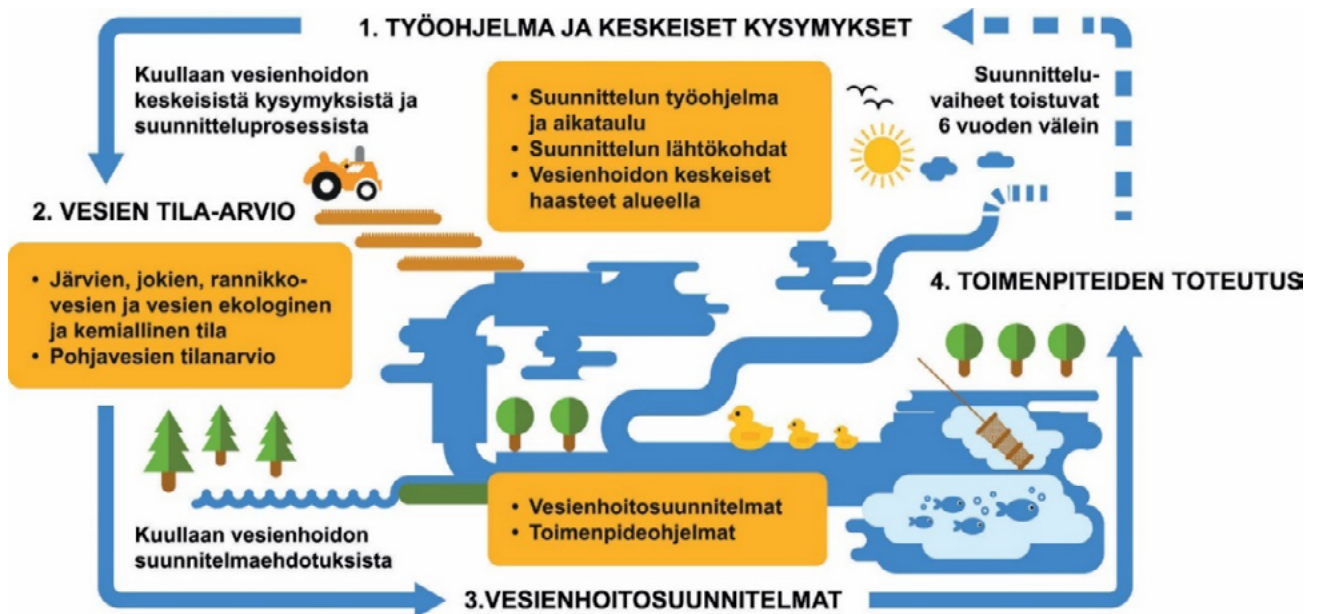 1. TYÖOHJELMA JA KESKEISET KYSYMYKSET
Kuullaan vesienhoidon
keskeisistä kysymyksistä ja
suunnitteluprosessista
• Suunnittelun työohjelma
ja aikataulu
• Suunnittelun lähtökohdat
• Vesienhoidon keskeiset
haasteet alueella
Suunnittelu-
vaiheet toistuvat
6 vuoden välein
2. VESIEN TILA-ARVIO
• Järvien, jokien, rannikko-
vesien ja vesien ekologinen
ja kemiallinen tila
• Pohjavesien tilanarvio
4. TOIMENPITEIDEN TOTEUTUS
Kuullaan vesienhoidon
suunnitelmaehdotuksista
• Vesienhoitosuunnitelmat
• Toimenpideohjelmat
3.VESIENHOITOSUUNNITELMAT